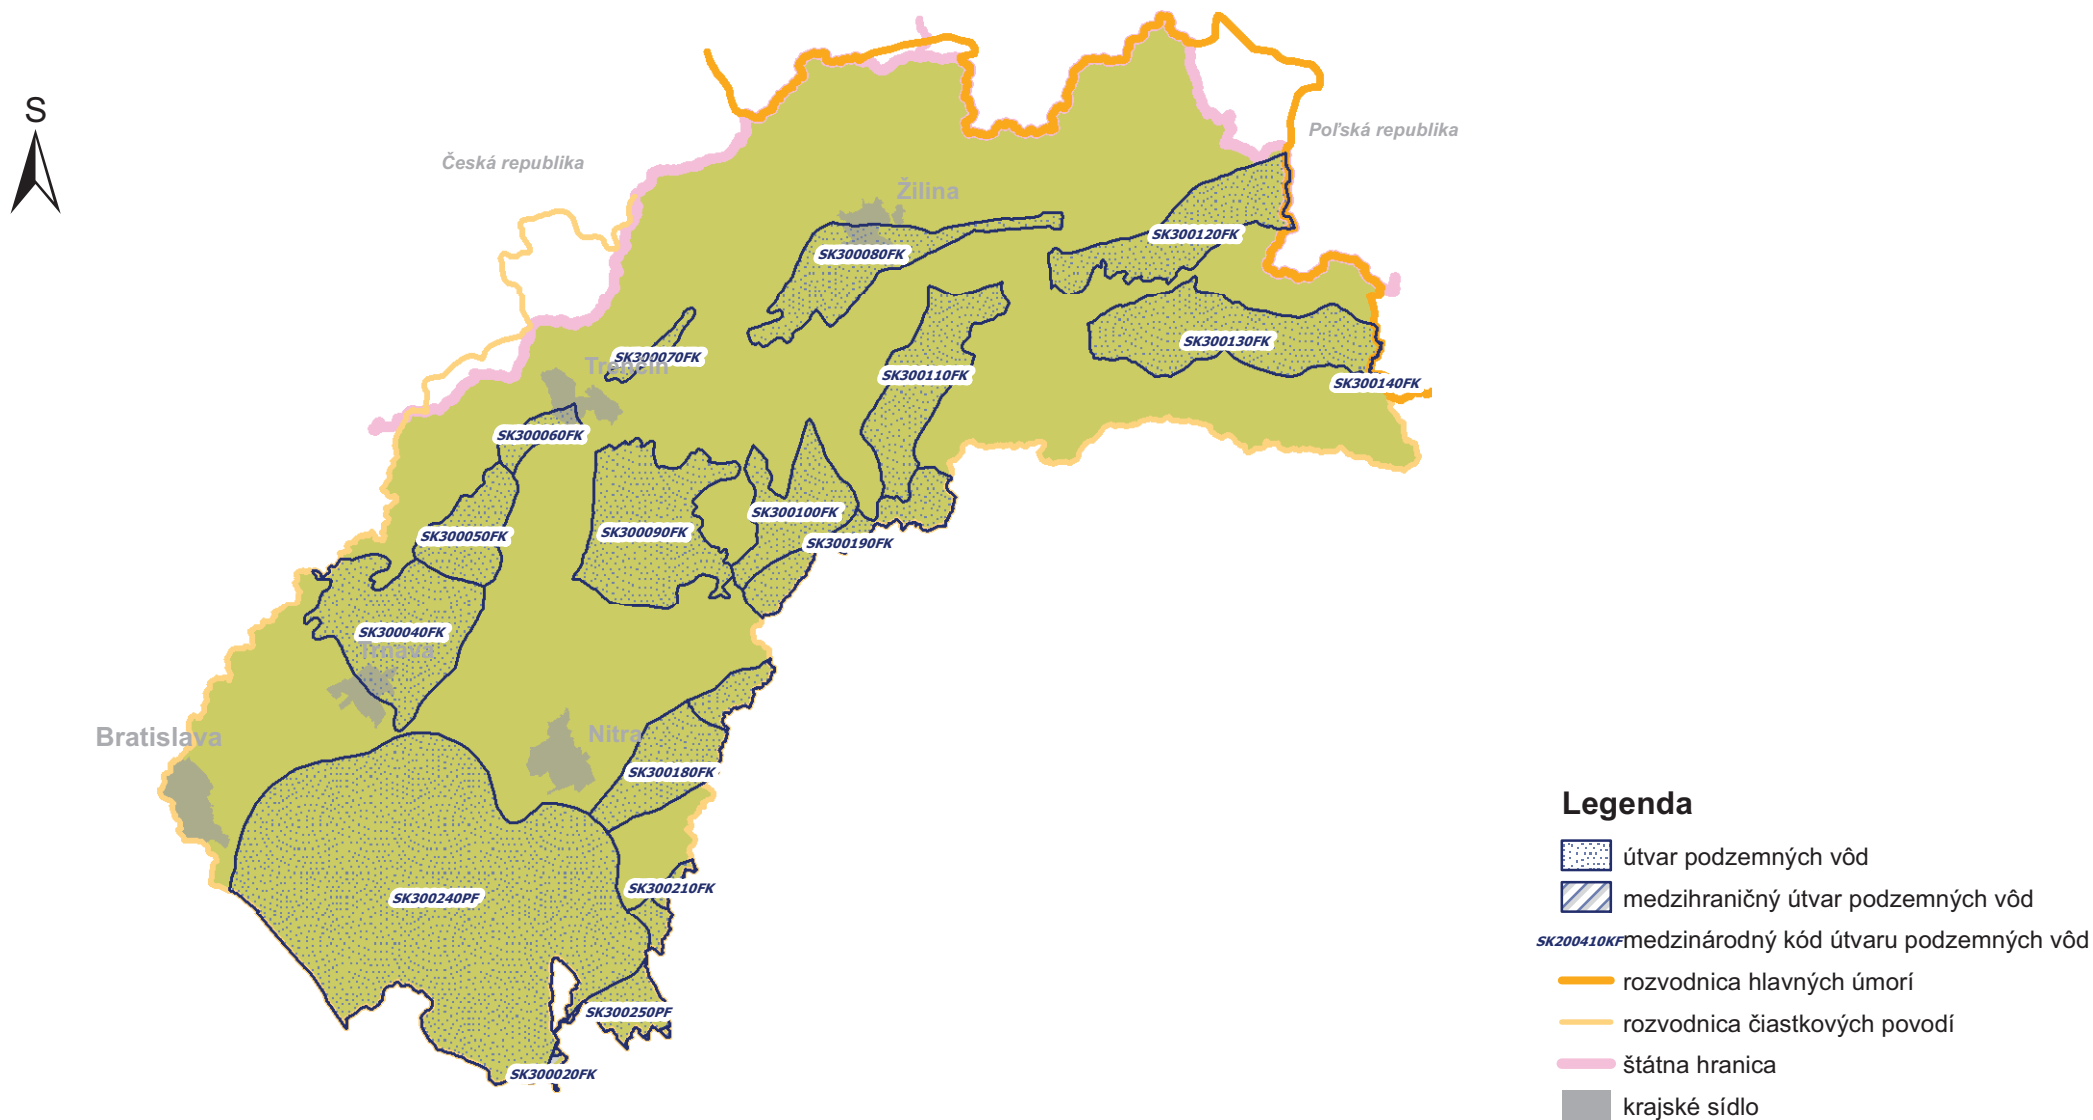 S
Česká republika
Poľská republika
Žilina
SK300120FK
SK300080FK
SK300130FK
SK300070FK
Trenčín
SK300110FK
SK300140FK
SK300060FK
SK300100FK
SK300090FK
SK300050FK
SK300190FK
SK300040FK
Trnava
Bratislava
Nitra
SK300180FK
SK300210FK
SK300240PF
SK300250PF
SK300020FK
Legenda
útvar podzemných vôd
medzihraničný útvar podzemných vôd
SK200410KF medzinárodný kód útvaru podzemných vôd
rozvodnica hlavných úmorí
rozvodnica čiastkových povodí
štátna hranica
krajské sídlo